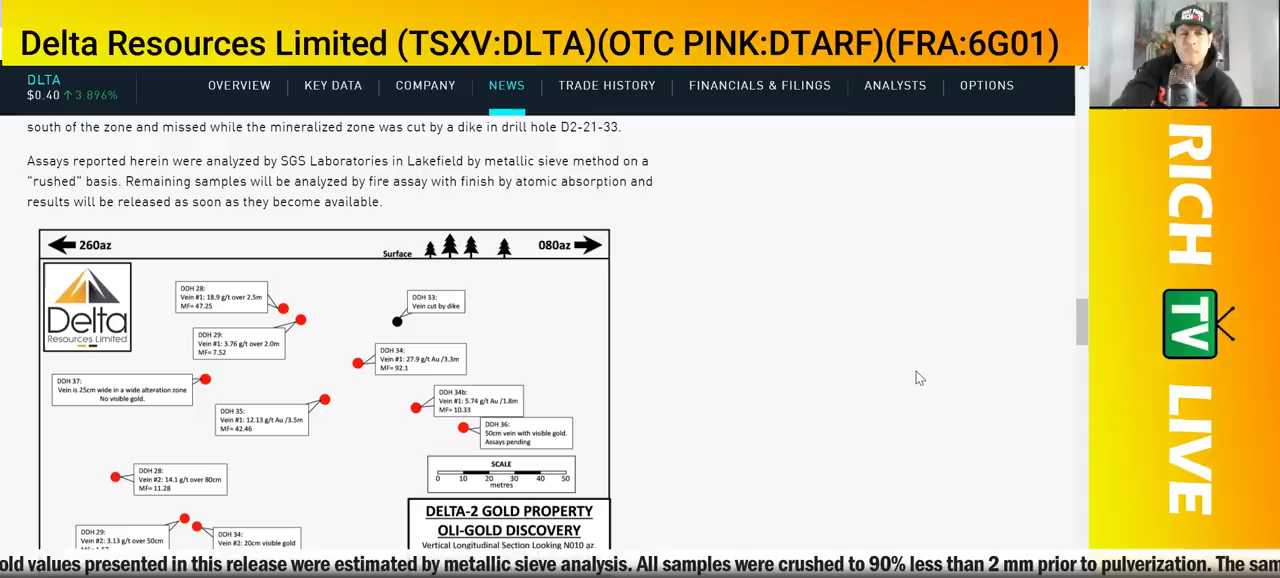 Delta Resources Limited (TSXV:DLTA)(OTC PINK:DTARF)(FRA:6G01)
DLTA
$0.40 ↑3.896%
OVERVIEW
KEY DATA
COMPANY
NEWS
TRADE HISTORY
FINANCIALS & FILINGS
ANALYSTS
OPTIONS
south of the zone and missed while the mineralized zone was cut by a dike in drill hole D2-21-33.
Assays reported herein were analyzed by SGS Laboratories in Lakefield by metallic sieve method on a
"rushed" basis. Remaining samples will be analyzed by fire assay with finish by atomic absorption and
results will be released as soon as they become available.
260az
Surface
080az
Delta
Resources Limited
DDH 28:
Vein #1: 18.9 g/t over 2.5m
MF= 47.25
DDH 33:
Vein cut by dike
DDH 29:
Vein #1: 3.76 g/t over 2.0m
MF= 7.52
DDH 34:
Vein #1: 27.9 g/t Au /3.3m
MF= 92.1
DDH 37:
Vein is 25cm wide in a wide alteration zone
No visible gold.
DDH 34b:
Vein #1: 5.74 g/t Au /1.8m
MF= 10.33
DDH 35:
Vein #1: 12.13 g/t Au /3.5m
MF= 42.46
DDH 36:
50cm vein with visible gold.
Assays pending
SCALE
0 10 20 30 40 50
metres
DDH 28:
Vein #2: 14.1 g/t over 80cm
MF= 11.28
DELTA-2 GOLD PROPERTY
OLI-GOLD DISCOVERY
Vertical Longitudinal Section Looking N010 az.
DDH 29:
Vein #2: 3.13 g/t over 50cm
DDH 34:
Vein #2: 20cm visible gold
RICH
TV
LIVE
old values presented in this release were estimated by metallic sieve analysis. All samples were crushed to 90% less than 2 mm prior to pulverization. The sam